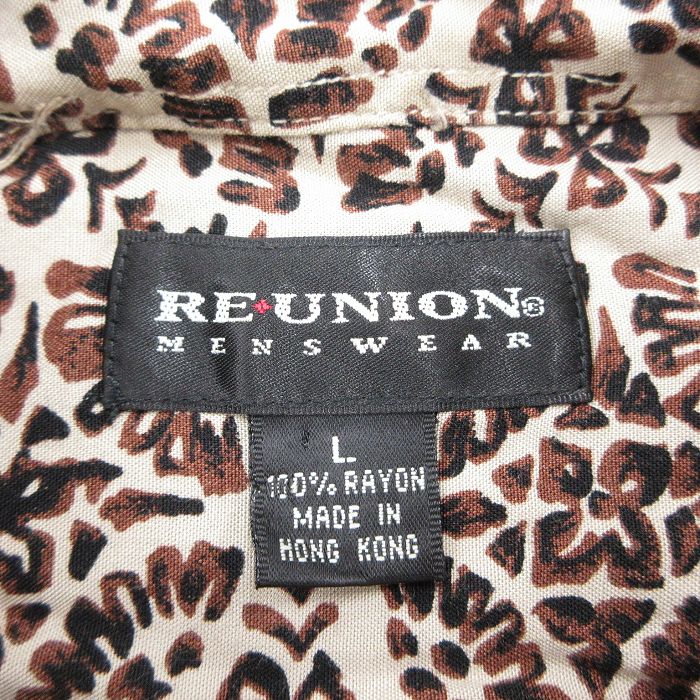 RE♦UNION®
MENSWEAR
L
100% RAYON
MADE IN
HONG KONG